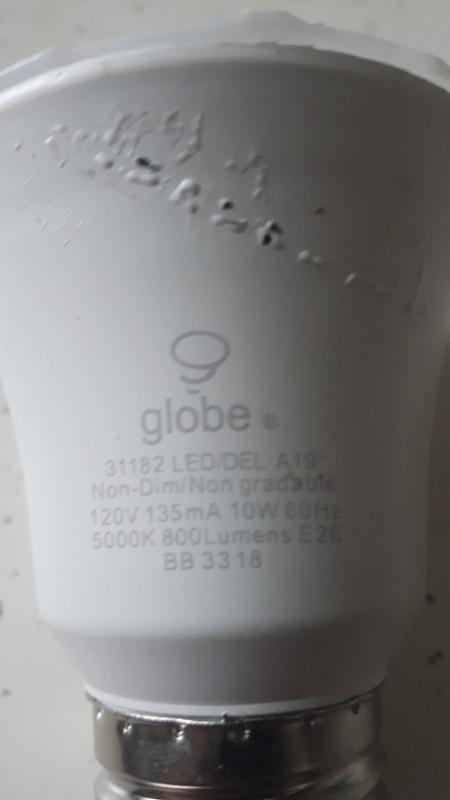 globe ®
31182 LED/DEL A19
Non-Dim/Non gradable
120V 135mA 10W 60Hz
5000K 800Lumens E26
BB 3318